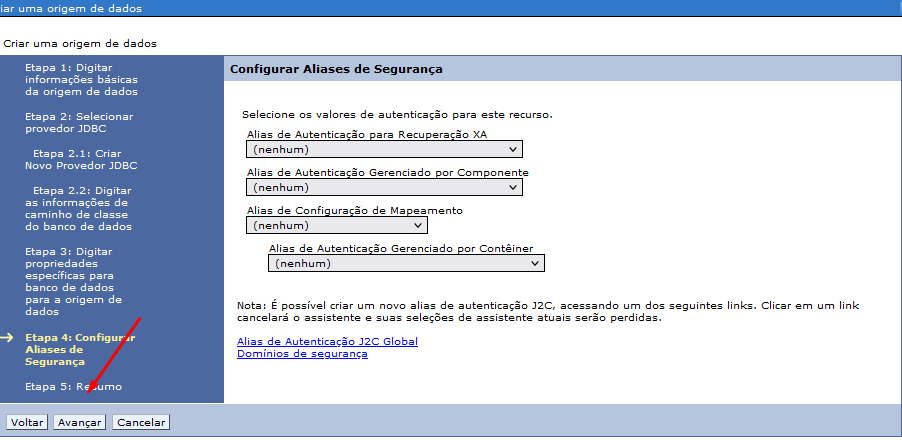 iar uma origem de dados
Criar uma origem de dados
Etapa 1: Digitar
informações básicas
da origem de dados
Etapa 2: Selecionar
provedor JDBC
Etapa 2.1: Criar
Novo Provedor JDBC
Etapa 2.2: Digitar
as informações de
caminho de classe
do banco de dados
Etapa 3: Digitar
propriedades
específicas para
banco de dados
para a origem de
dados
Etapa 4: Configurar
Aliases de
Segurança
Etapa 5: Resumo
Configurar Aliases de Segurança
Selecione os valores de autenticação para este recurso.
Alias de Autenticação para Recuperação XA
(nenhum)
Alias de Autenticação Gerenciado por Componente
(nenhum)
Alias de Configuração de Mapeamento
(nenhum)
Alias de Autenticação Gerenciado por Contêiner
(nenhum)
Nota: É possível criar um novo alias de autenticação J2C, acessando um dos seguintes links. Clicar em um link
cancelará o assistente e suas seleções de assistente atuais serão perdidas.
Alias de Autenticação J2C Global
Domínios de segurança
Voltar Avançar Cancelar